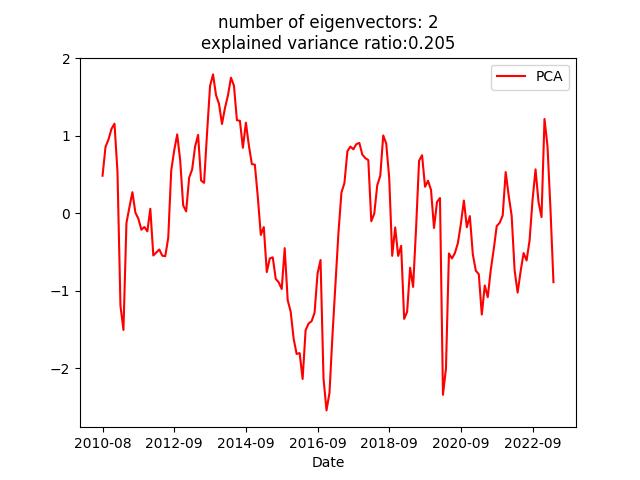 number of eigenvectors: 2
explained variance ratio:0.205
PCA
2
1
0
−1
−2
2010-08 2012-09 2014-09 2016-09 2018-09 2020-09 2022-09
Date